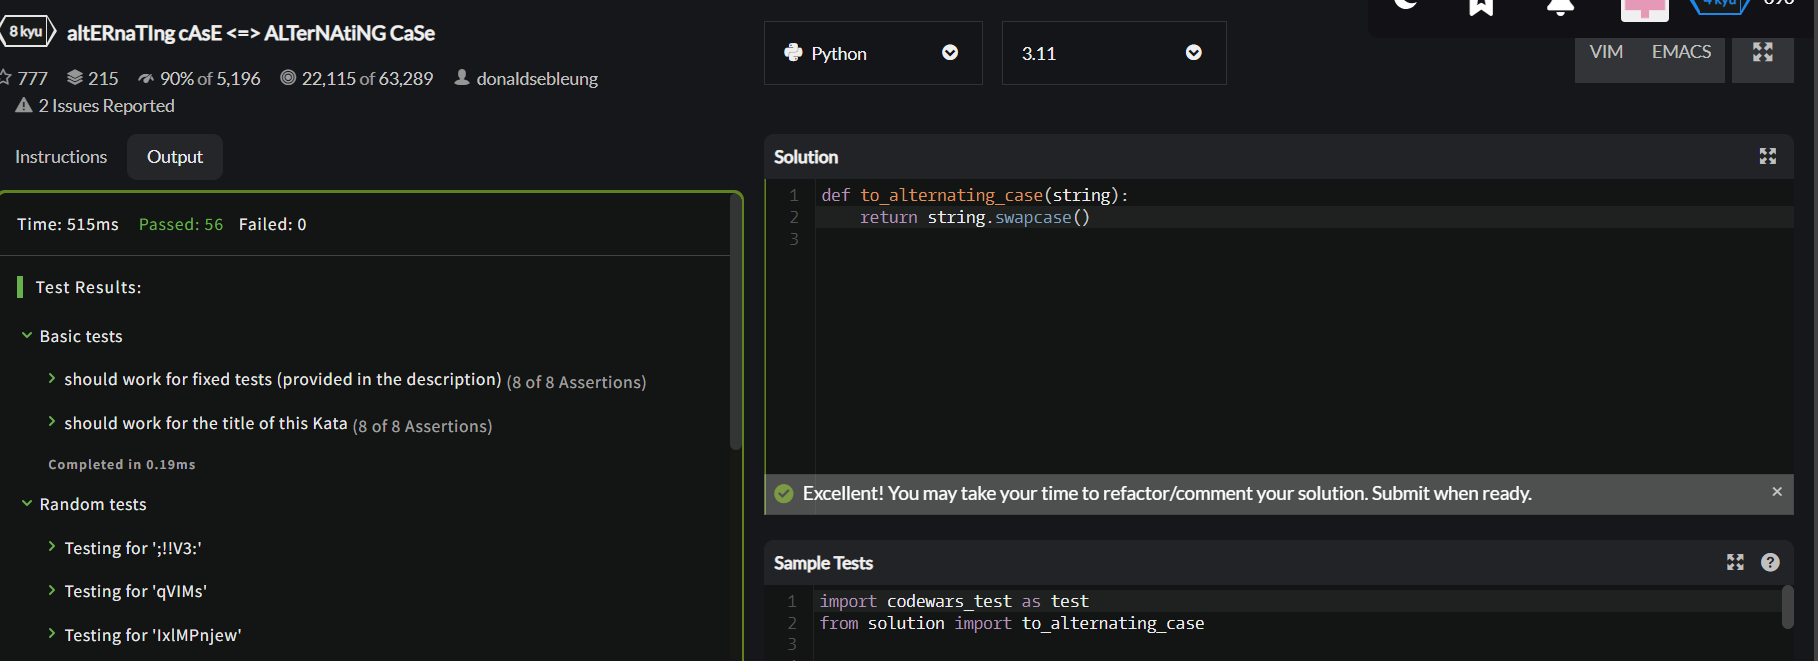 8 kyu
altERnaTIng cAsE <=> ALTerNAtiNG CaSe
777 215 90% of 5,196 22,115 of 63,289 donaldsebleung
2 Issues Reported
Instructions Output
Time: 515ms Passed: 56 Failed: 0
Test Results:
Basic tests
should work for fixed tests (provided in the description) (8 of 8 Assertions)
should work for the title of this Kata (8 of 8 Assertions)
Completed in 0.19ms
Random tests
Testing for ';!!V3:'
Testing for 'qVIMs'
Testing for 'IxlMPnjew'
Python
3.11
4 kyu
VIM EMACS
Solution
1 def to_alternating_case(string):
2     return string.swapcase()
3
Excellent! You may take your time to refactor/comment your solution. Submit when ready.
Sample Tests
1 import codewars_test as test
2 from solution import to_alternating_case
3